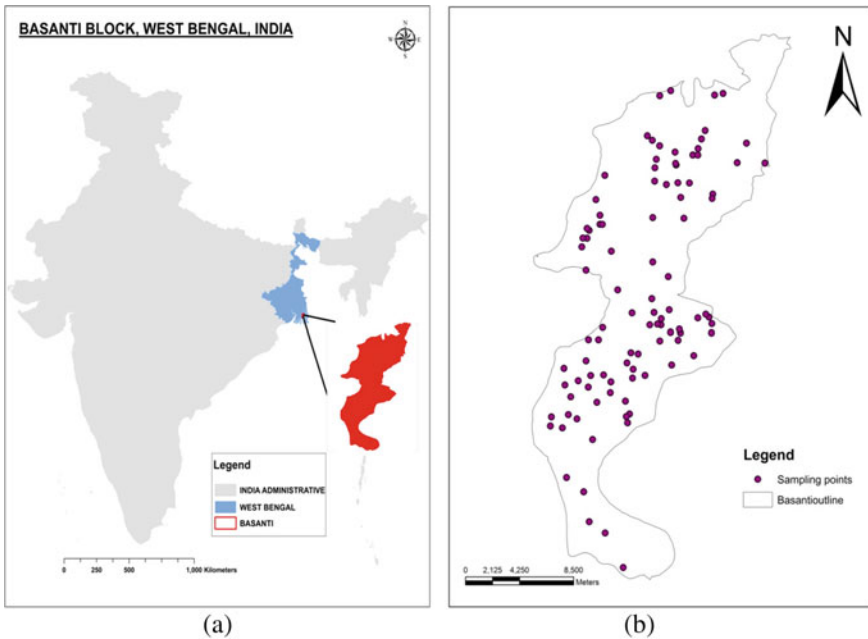 BASANTI BLOCK, WEST BENGAL, INDIA
N
W E
S
Legend
INDIA ADMINISTRATIVE
WEST BENGAL
BASANTI
0 250 500 1,000 Kilometers
(a)
N
Legend
Sampling points
Basantioutline
0 2,125 4,250 8,500
Meters
(b)